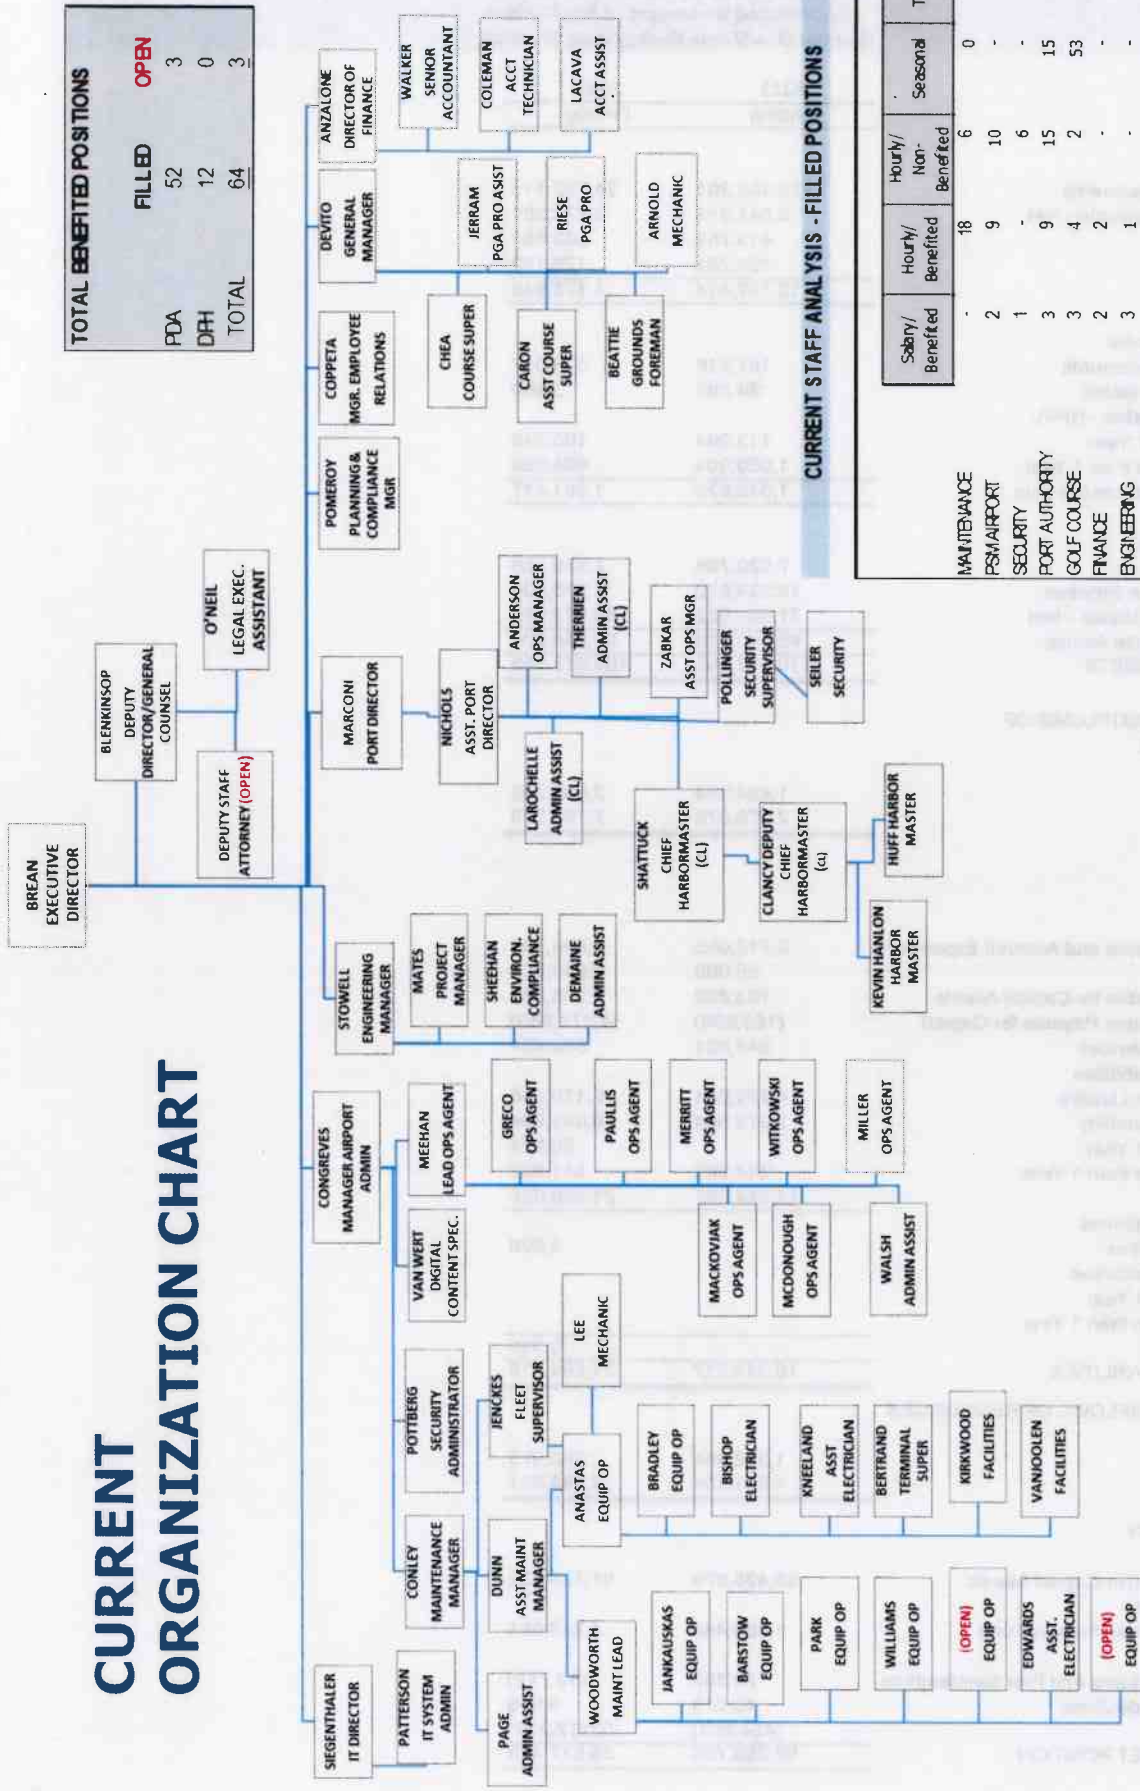 CURRENT
ORGANIZATION CHART
BREAN
EXECUTIVE
DIRECTOR
BLENKINSOP
DEPUTY
DIRECTOR/GENERAL
COUNSEL
DEPUTY STAFF
ATTORNEY (OPEN)
O'NEIL
LEGAL EXEC.
ASSISTANT
TOTAL BENEFITED POSITIONS
FILLED OPEN
PDA 52 3
DPH 12 0
TOTAL 64 3
SIEGENTHALER
IT DIRECTOR
PATTERSON
IT SYSTEM
ADMIN
CONGREVES
MANAGER AIRPORT
ADMIN
CONLEY
MAINTENANCE
MANAGER
POTTBERG
SECURITY
ADMINISTRATOR
VAN WERT
DIGITAL
CONTENT SPEC.
MEEHAN
LEAD OPS AGENT
PAGE
ADMIN ASSIST
DUNN
ASST MAINT
MANAGER
JENCKES
FLEET
SUPERVISOR
WOODWORTH
MAINT LEAD
ANASTAS
EQUIP OP
LEE
MECHANIC
JANKAUSKAS
EQUIP OP
BARSTOW
EQUIP OP
PARK
EQUIP OP
WILLIAMS
EQUIP OP
(OPEN)
EQUIP OP
EDWARDS
ASST.
ELECTRICIAN
(OPEN)
EQUIP OP
BRADLEY
EQUIP OP
BISHOP
ELECTRICIAN
KNEELAND
ASST
ELECTRICIAN
BERTRAND
TERMINAL
SUPER
KIRKWOOD
FACILITIES
VANJOOLEN
FACILITIES
GRECO
OPS AGENT
PAULLIS
OPS AGENT
MERRITT
OPS AGENT
WITKOWSKI
OPS AGENT
MILLER
OPS AGENT
MACKOVJAK
OPS AGENT
MCDONOUGH
OPS AGENT
WALSH
ADMIN ASSIST
STOWELL
ENGINEERING
MANAGER
MATES
PROJECT
MANAGER
SHEEHAN
ENVIRON.
COMPLIANCE
DEMAINE
ADMIN ASSIST
MARCONI
PORT DIRECTOR
NICHOLS
ASST. PORT
DIRECTOR
LAROCHELLE
ADMIN ASSIST
(CL)
ANDERSON
OPS MANAGER
THERRIEN
ADMIN ASSIST
(CL)
ZABKAR
ASST OPS MGR
POLLINGER
SECURITY
SUPERVISOR
SEILER
SECURITY
SHATTUCK
CHIEF
HARBORMASTER
(CL)
CLANCY DEPUTY
CHIEF
HARBORMASTER
(CL)
KEVIN HANLON
HARBOR
MASTER
HUFF HARBOR
MASTER
POMEROY
PLANNING &
COMPLIANCE
MGR
COPPETA
MGR. EMPLOYEE
RELATIONS
DEVITO
GENERAL
MANAGER
CHEA
COURSE SUPER
JERRAM
PGA PRO ASIST
CARON
ASST COURSE
SUPER
RIESE
PGA PRO
BEATTIE
GROUNDS
FOREMAN
ARNOLD
MECHANIC
ANZALONE
DIRECTOR OF
FINANCE
WALKER
SENIOR
ACCOUNTANT
COLEMAN
ACCT
TECHNICIAN
LACAVA
ACCT ASSIST
CURRENT STAFF ANALYSIS - FILLED POSITIONS
Salary/ Benefited Hourly/ Benefited Hourly/ Non-Benefited Seasonal
MAINTENANCE - 18 6 0
PSM AIRPORT 2 9 10 -
SECURITY 1 - 6 -
PORT AUTHORITY 3 9 15 15
GOLF COURSE 3 4 2 53
FINANCE 2 2 - -
ENGINEERING 3 1 - -